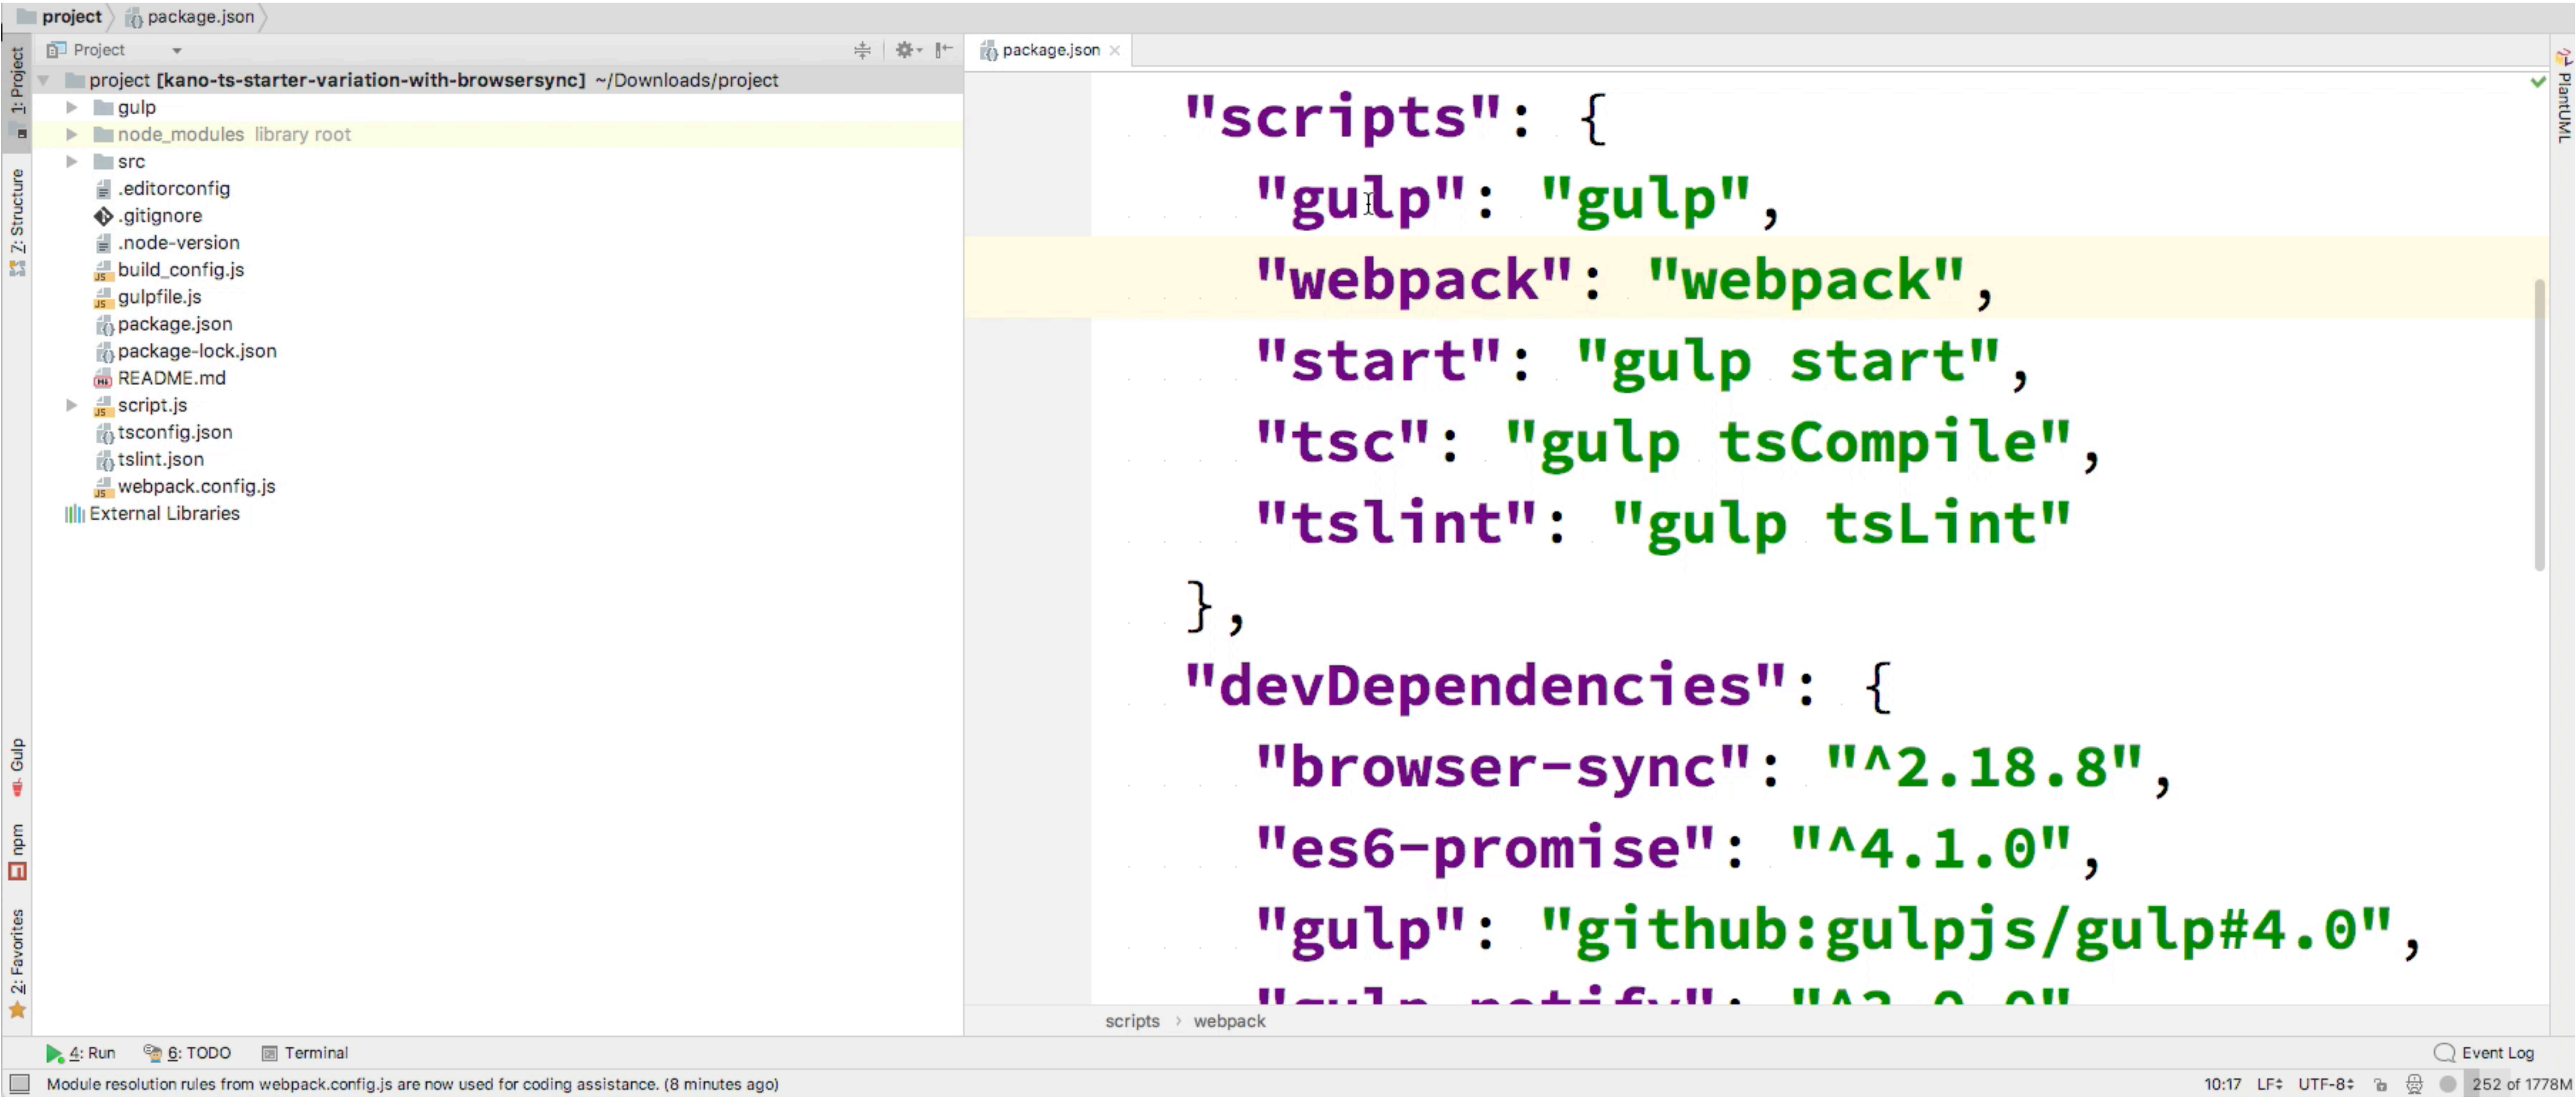 project package.json
Project
package.json ×
project [kano-ts-starter-variation-with-browsersync] ~/Downloads/project
gulp
node_modules library root
src
.editorconfig
.gitignore
.node-version
build_config.js
gulpfile.js
package.json
package-lock.json
README.md
script.js
tsconfig.json
tslint.json
webpack.config.js
External Libraries
1: Project
7: Structure
Gulp
npm
2: Favorites
"scripts": {
"gulp": "gulp",
"webpack": "webpack",
"start": "gulp start",
"tsc": "gulp tsCompile",
"tslint": "gulp tsLint"
},
"devDependencies": {
"browser-sync": "^2.18.8",
"es6-promise": "^4.1.0",
"gulp": "github:gulpjs/gulp#4.0",
scripts › webpack
PlantUML
4: Run 6: TODO Terminal
Event Log
Module resolution rules from webpack.config.js are now used for coding assistance. (8 minutes ago)
10:17 LF UTF-8 252 of 1778M